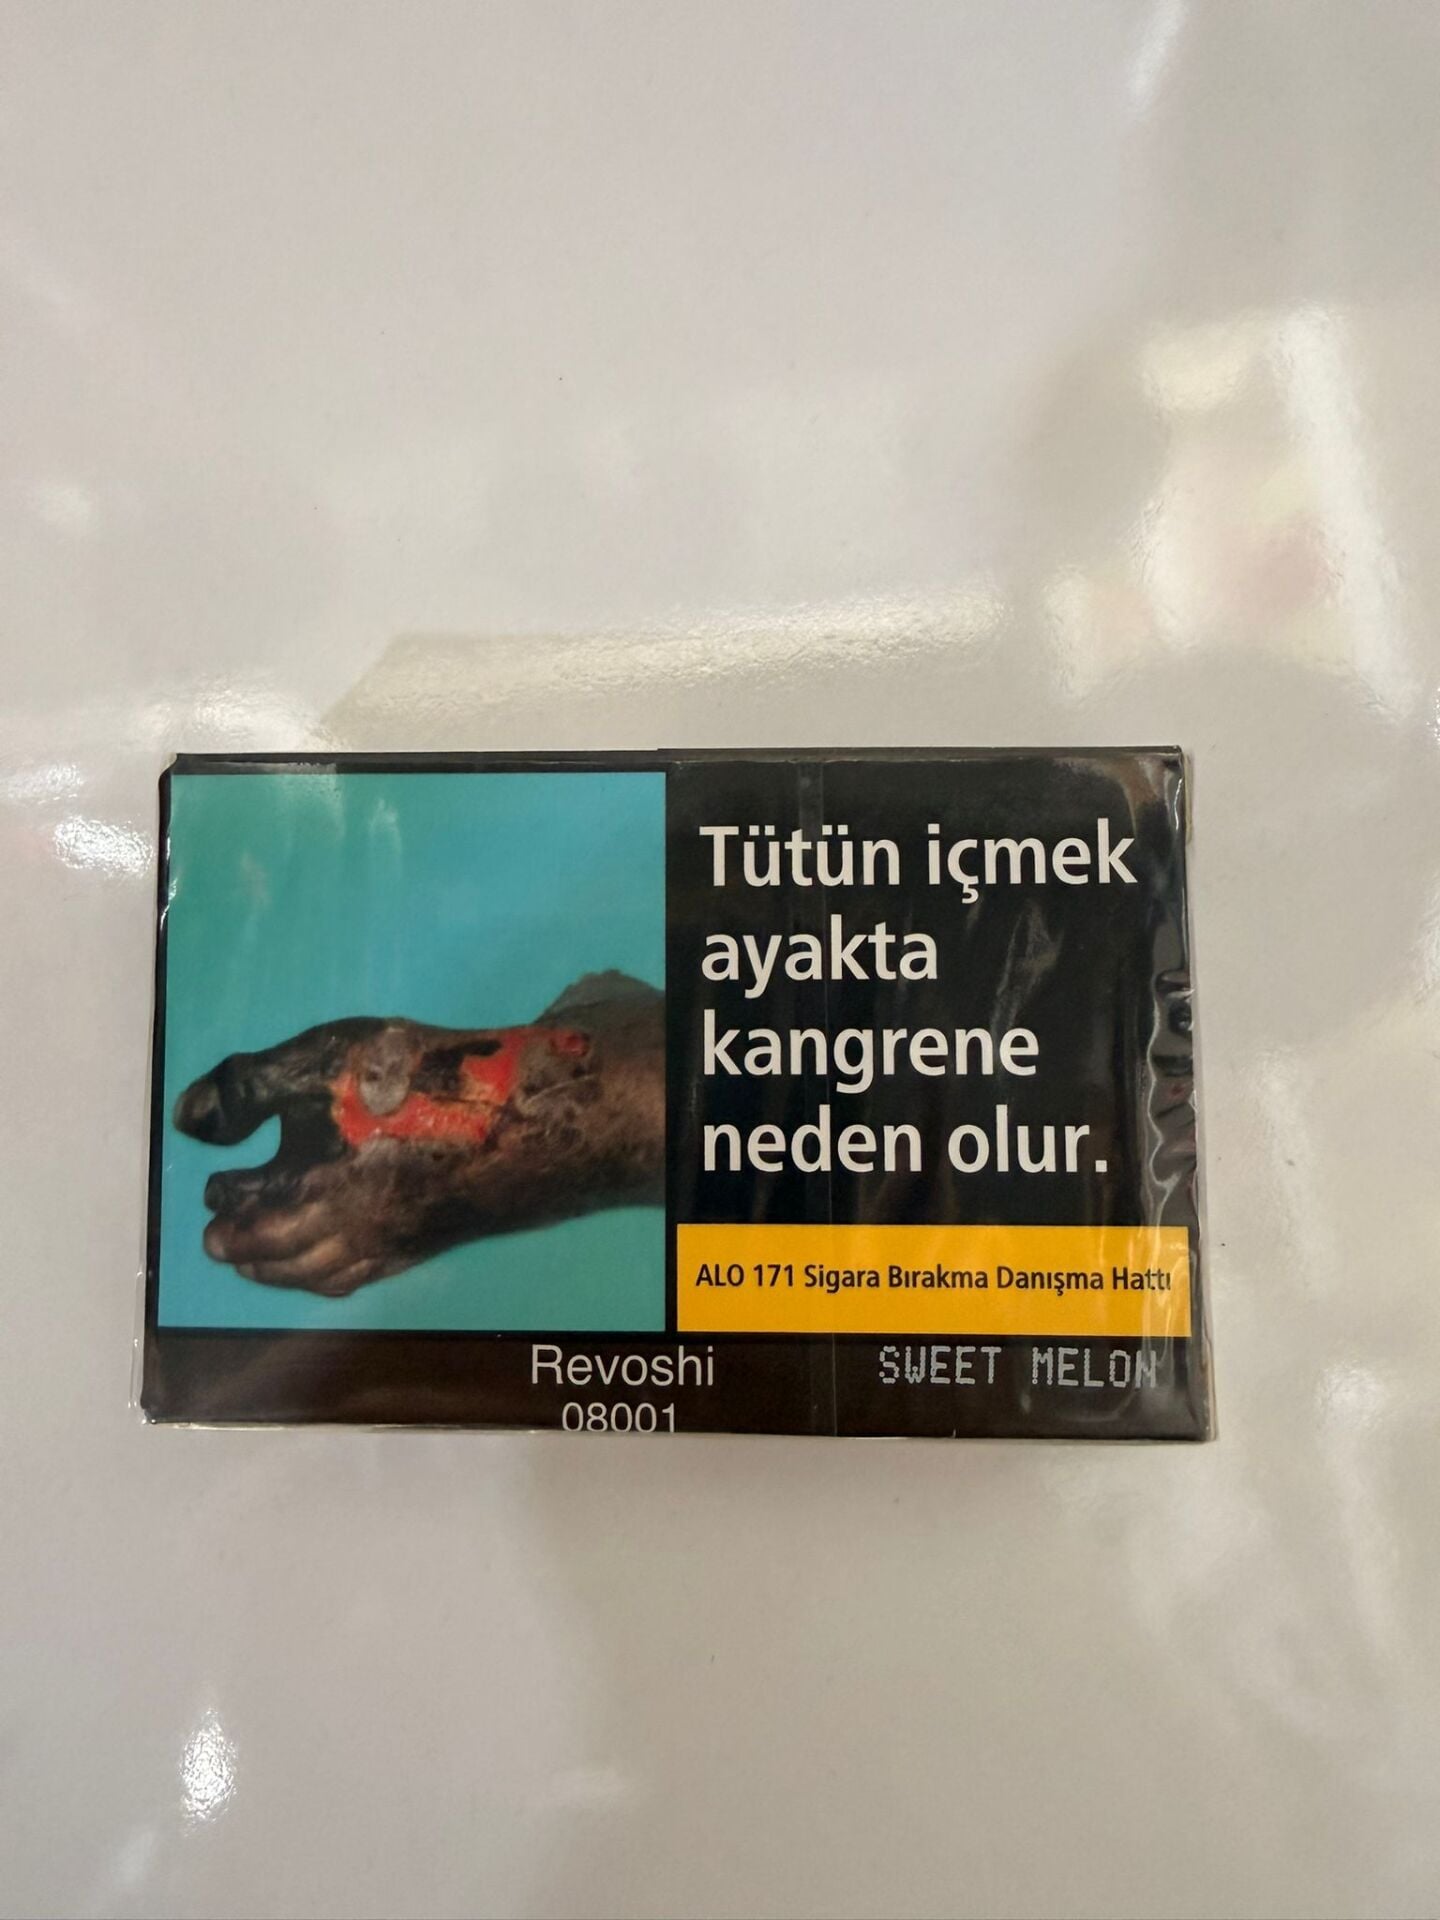 Tütün içmek
ayakta
kangrene
neden olur.
ALO 171 Sigara Bırakma Danışma Hattı
Revoshi
SWEET MELON
08001